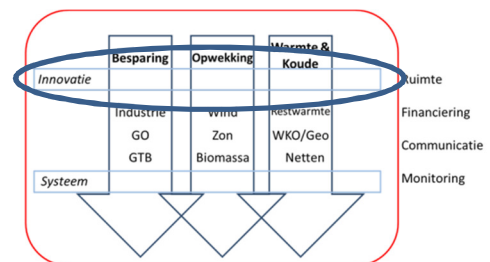 Besparing
Industrie
GO
GTB
Opwekking
Wind
Zon
Biomassa
Warmte &
Koude
Restwarmte
WKO/Geo
Netten
Innovatie
Systeem
Ruimte
Financiering
Communicatie
Monitoring